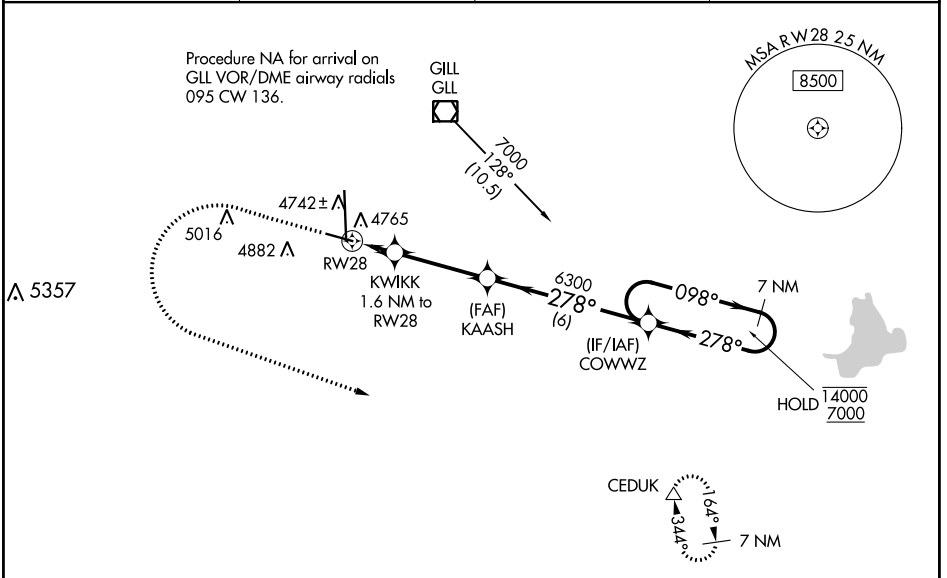 Procedure NA for arrival on
GLL VOR/DME airway radials
095 CW 136.
GILL
GLL
MSA RW28 25 NM
8500
7000
128°
(10.5)
4742±
4765
5016
4882
RW28
KWIKK
1.6 NM to
RW28
5357
(FAF)
KAASH
6300
278°
(6)
(IF/IAF)
COWWZ
098°
278°
7 NM
HOLD
14000
7000
CEDUK
164°
344°
7 NM